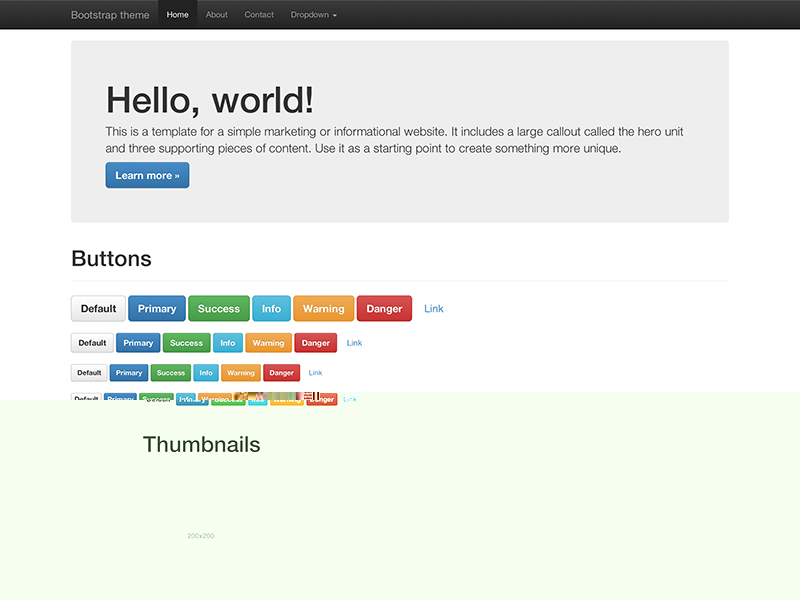 Bootstrap theme Home About Contact Dropdown
Hello, world!
This is a template for a simple marketing or informational website. It includes a large callout called the hero unit
and three supporting pieces of content. Use it as a starting point to create something more unique.
Learn more »
Buttons
Default Primary Success Info Warning Danger Link
Default Primary Success Info Warning Danger Link
Default Primary Success Info Warning Danger Link
Default Primary Danger Link
Thumbnails
200x200